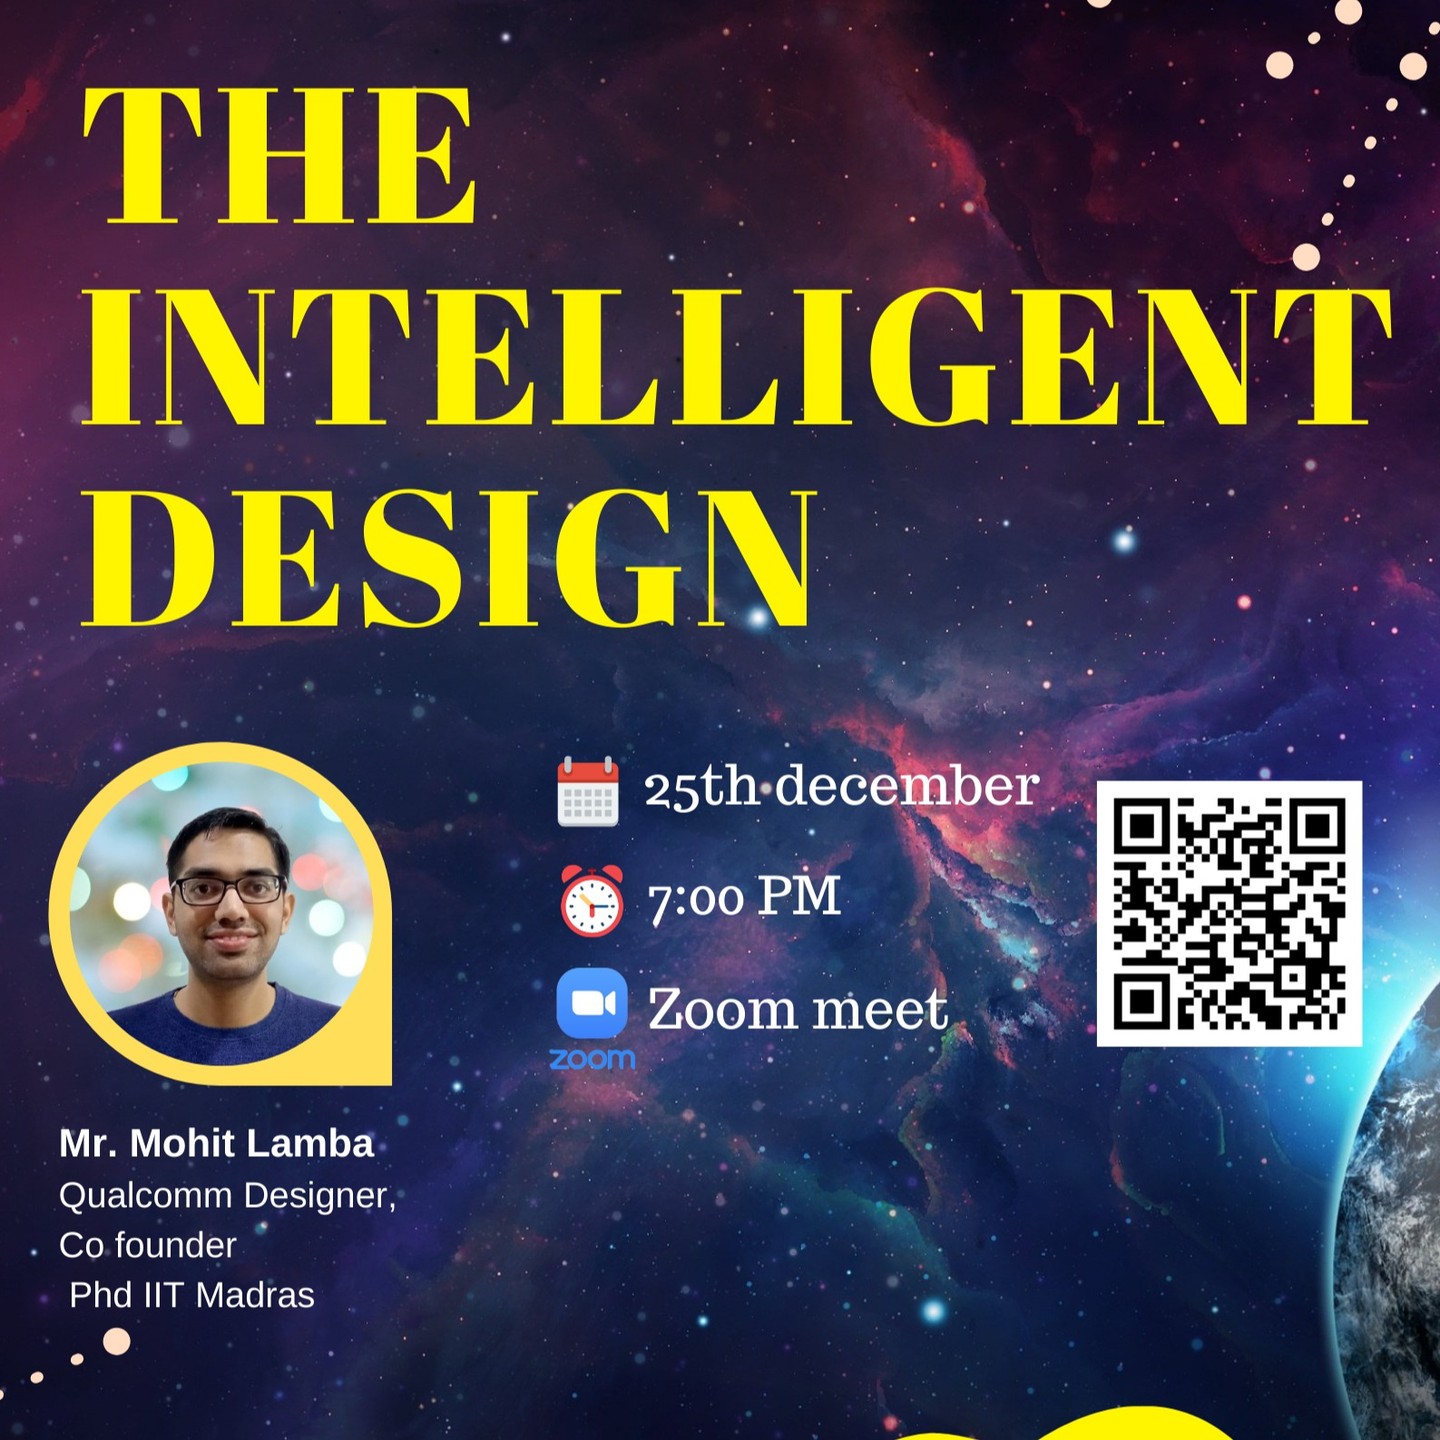 THE
INTELLIGENT
DESIGN
25th december
7:00 PM
Zoom meet
zoom
Mr. Mohit Lamba
Qualcomm Designer,
Co founder
Phd IIT Madras